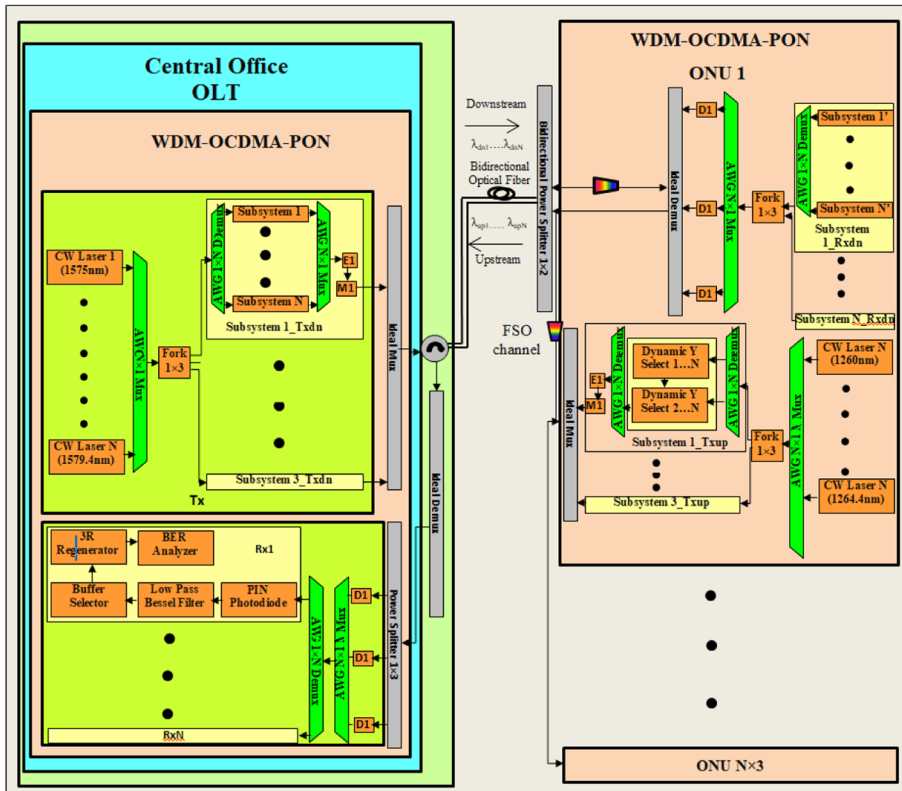 Central Office
OLT
WDM-OCDMA-PON
CW Laser 1
(1575nm)
CW Laser N
(1579.4nm)
AWG N×1 Mux
Fork
1×3
AWG 1×N Demux
Subsystem 1
Subsystem N
AWG N×1 Mux
E1
M1
Subsystem 1_Txdn
Subsystem 3_Txdn
Tx
Ideal Mux
3R
Regenerator
BER
Analyzer
Rx1
Buffer
Selector
Low Pass
Bessel Filter
PIN
Photodiode
RxN
AWG 1×N Demux
AWG N×1 Mux
D1
D1
D1
Power Splitter 1×3
Ideal Demux
Downstream
λdn1.....λdnN
Bidirectional
Optical Fiber
λup1...... λupN
Upstream
Bidirectional Power Splitter 1×2
FSO
channel
WDM-OCDMA-PON
ONU 1
Ideal Demux
D1
D1
D1
AWG N×1 Mux
Fork
1×3
AWG 1×N Demux
Subsystem 1'
Subsystem N'
Subsystem
1_Rxdn
Subsystem N_Rxdn
Ideal Mux
E1
M1
AWG 1×N Demux
Dynamic Y
Select 1...N
Dynamic Y
Select 2...N
AWG 1×N Demux
Subsystem 1_Txup
Subsystem 3_Txup
Fork
1×3
AWG N×1 Mux
CW Laser N
(1260nm)
CW Laser N
(1264.4nm)
ONU N×3